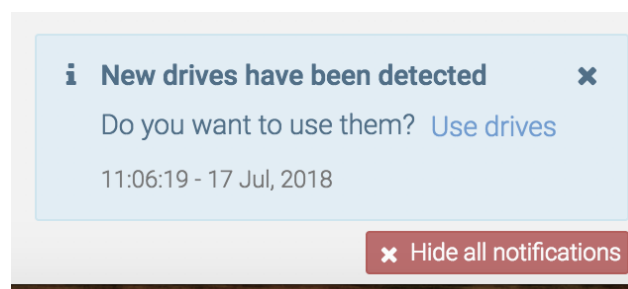 New drives have been detected
Do you want to use them? Use drives
11:06:19 - 17 Jul, 2018
Hide all notifications